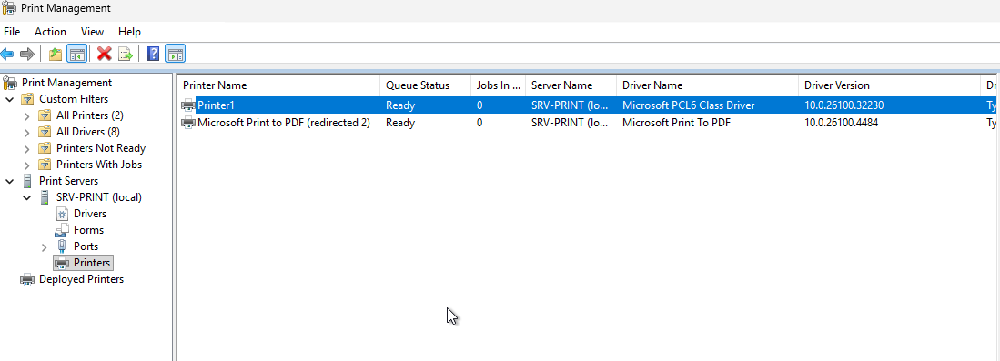 Print Management
File Action View Help
Print Management
Custom Filters
All Printers (2)
All Drivers (8)
Printers Not Ready
Printers With Jobs
Print Servers
SRV-PRINT (local)
Drivers
Forms
Ports
Printers
Deployed Printers
Printer Name Queue Status Jobs In ... Server Name Driver Name Driver Version Dr
Printer1 Ready 0 SRV-PRINT (lo... Microsoft PCL6 Class Driver 10.0.26100.32230 Ty
Microsoft Print to PDF (redirected 2) Ready 0 SRV-PRINT (lo... Microsoft Print To PDF 10.0.26100.4484 Ty